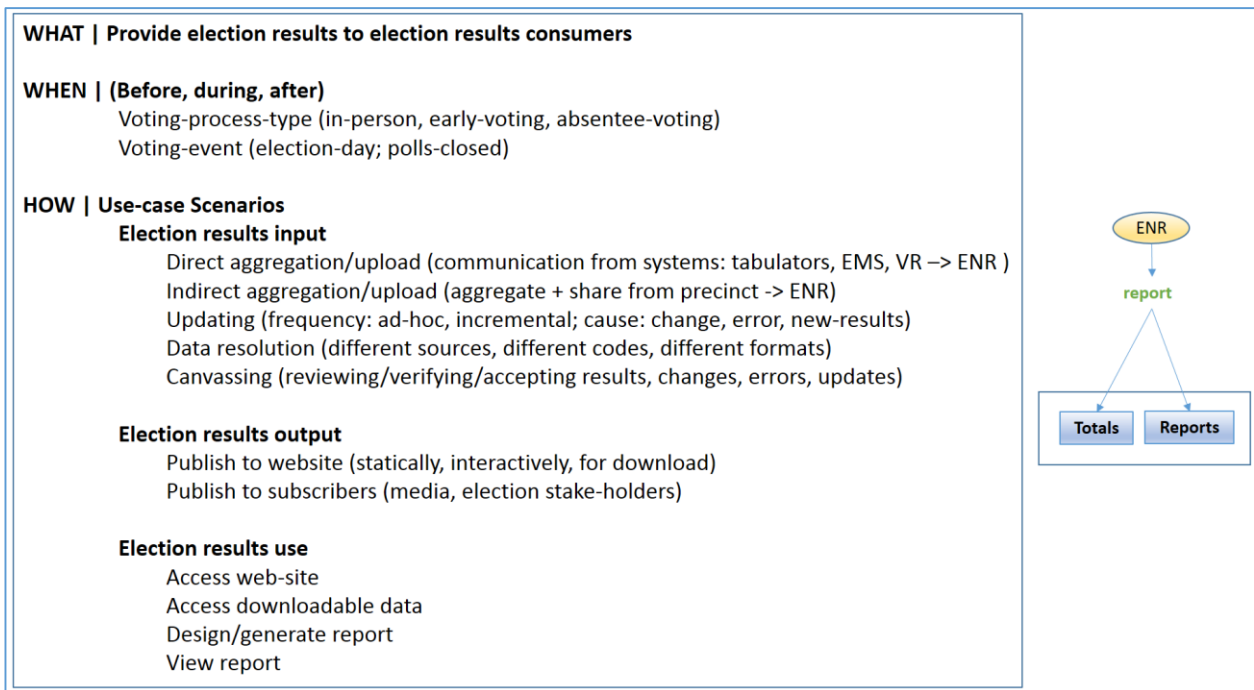 WHAT | Provide election results to election results consumers
WHEN | (Before, during, after)
Voting-process-type (in-person, early-voting, absentee-voting)
Voting-event (election-day; polls-closed)
HOW | Use-case Scenarios
Election results input
Direct aggregation/upload (communication from systems: tabulators, EMS, VR –> ENR )
Indirect aggregation/upload (aggregate + share from precinct -> ENR)
Updating (frequency: ad-hoc, incremental; cause: change, error, new-results)
Data resolution (different sources, different codes, different formats)
Canvassing (reviewing/verifying/accepting results, changes, errors, updates)
Election results output
Publish to website (statically, interactively, for download)
Publish to subscribers (media, election stake-holders)
Election results use
Access web-site
Access downloadable data
Design/generate report
View report
ENR
report
Totals
Reports